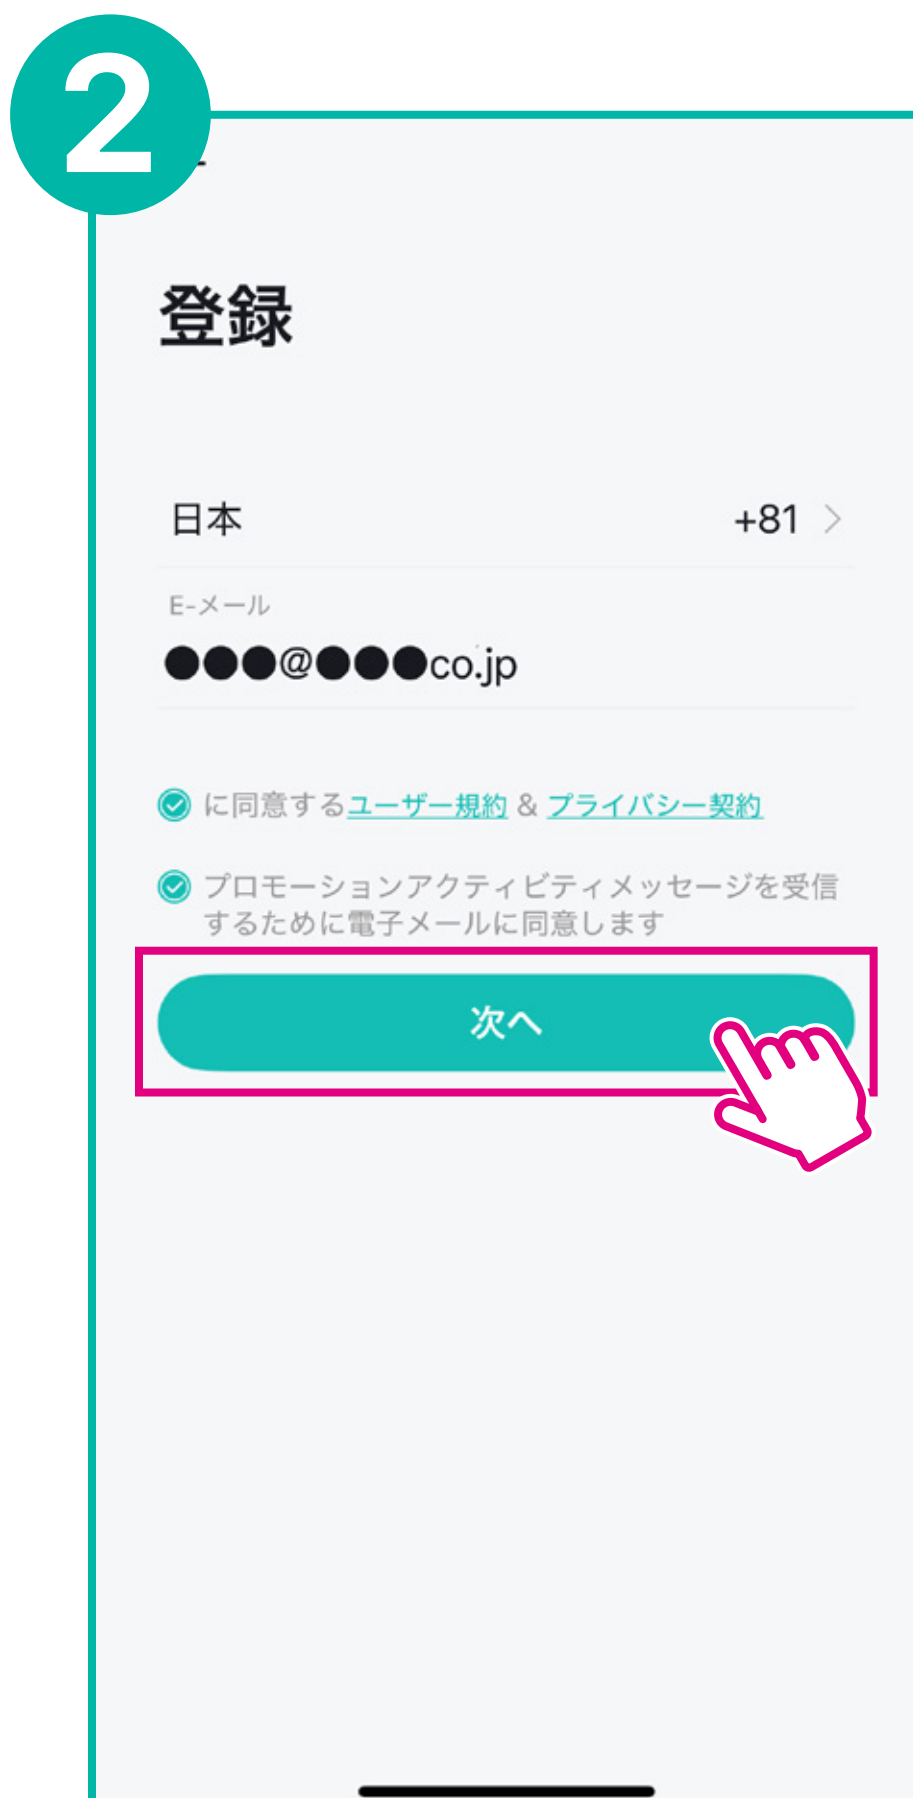 2
登録
日本 +81
E-メール
●●●@●●●co.jp
に同意するユーザー規約 & プライバシー契約
プロモーションアクティビティメッセージを受信
するために電子メールに同意します
次へ